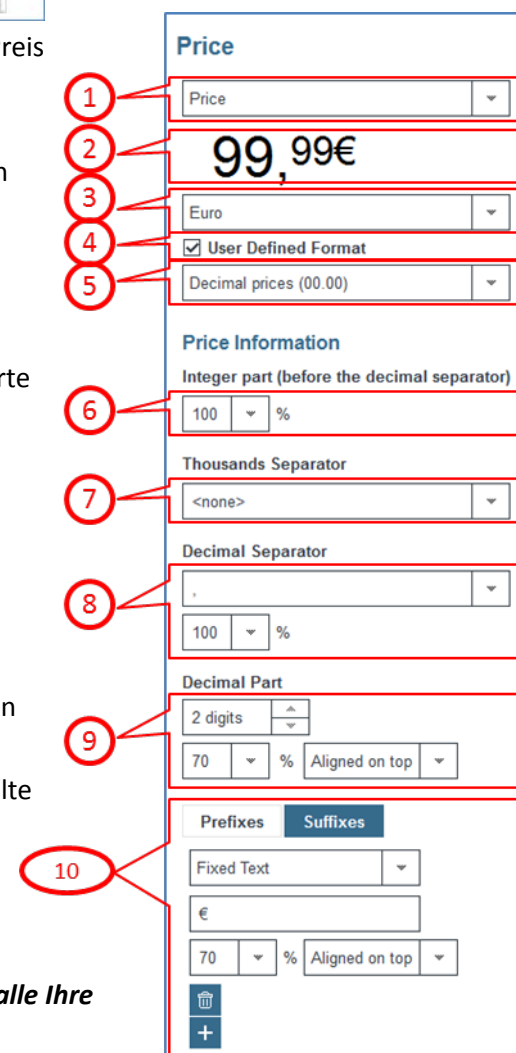 reis
Price
1
Price
2
99,99€
n
3
Euro
4
User Defined Format
5
Decimal prices (00.00)
Price Information
rte
Integer part (before the decimal separator)
6
100 %
Thousands Separator
7
<none>
Decimal Separator
,
8
100 %
Decimal Part
n
2 digits
9
70 % Aligned on top
lte
Prefixes Suffixes
10
Fixed Text
€
70 % Aligned on top
alle Ihre
+